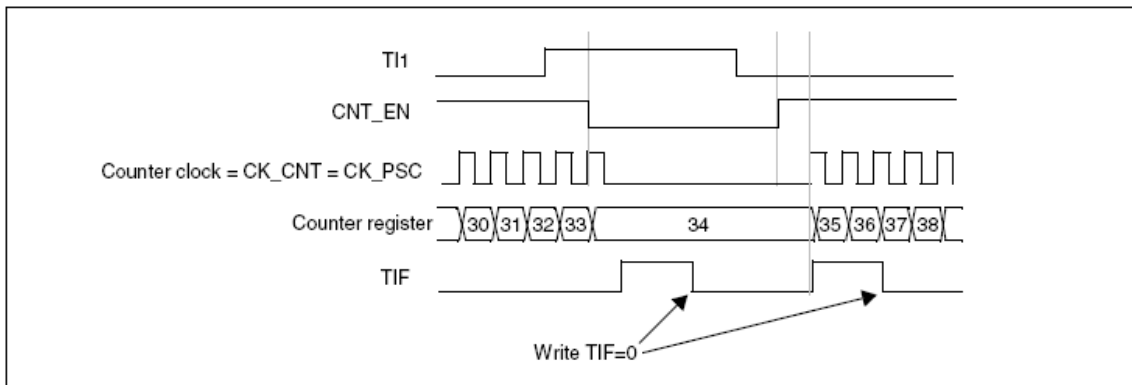 TI1
CNT_EN
Counter clock = CK_CNT = CK_PSC
Counter register 30 31 32 33 34 35 36 37 38
TIF
Write TIF=0